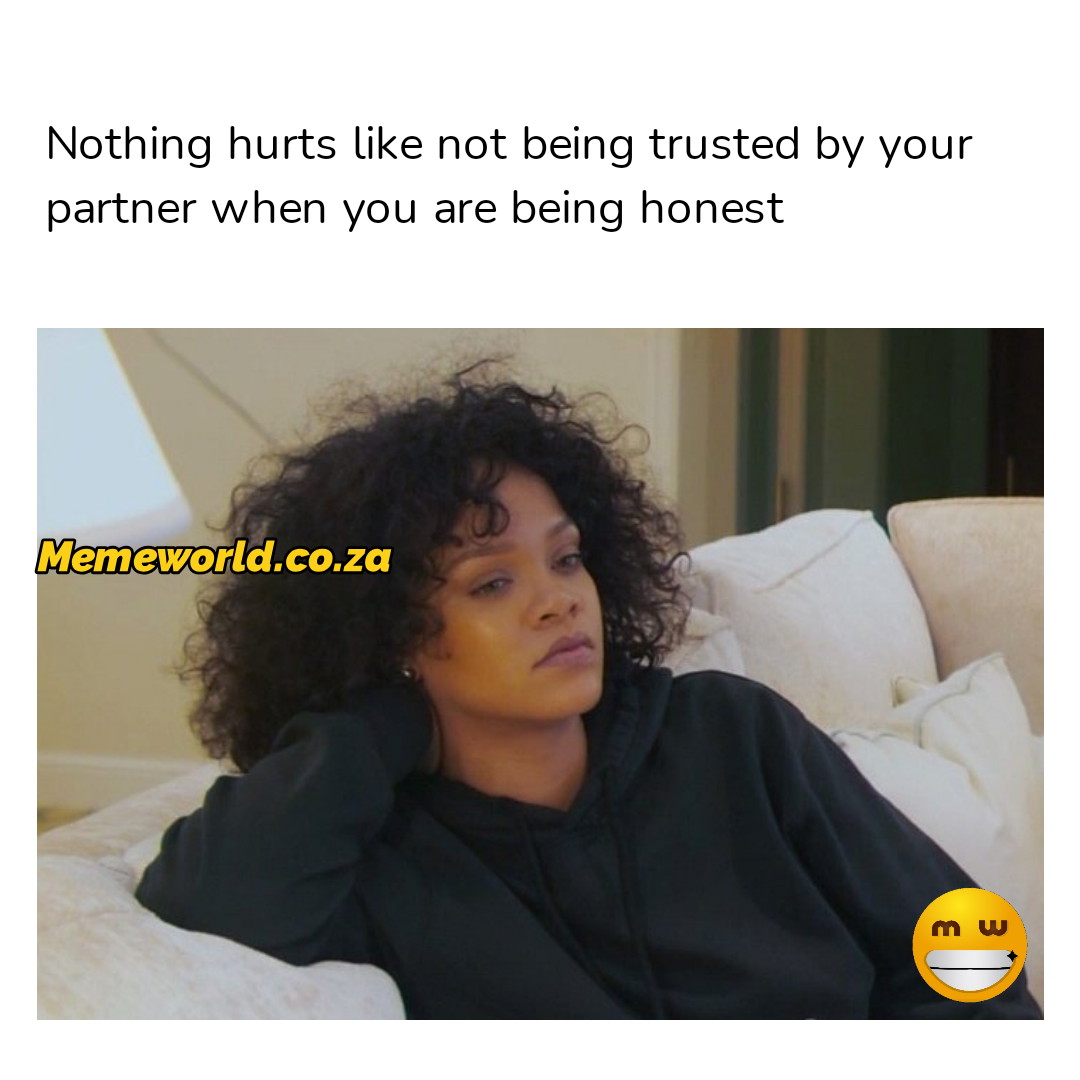 Nothing hurts like not being trusted by your
partner when you are being honest
Memeworld.co.za
m w